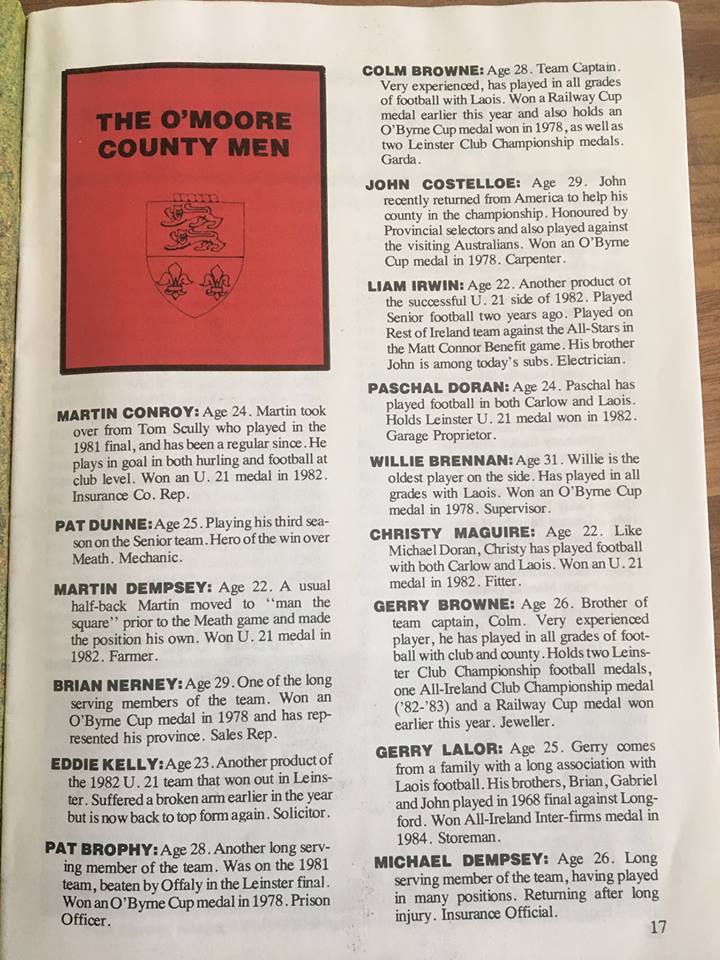 THE O'MOORE
COUNTY MEN
MARTIN CONROY: Age 24. Martin took
over from Tom Scully who played in the
1981 final, and has been a regular since. He
plays in goal in both hurling and football at
club level. Won an U. 21 medal in 1982.
Insurance Co. Rep.
PAT DUNNE: Age 25. Playing his third sea-
son on the Senior team. Hero of the win over
Meath. Mechanic.
MARTIN DEMPSEY: Age 22. A usual
half-back Martin moved to "man the
square" prior to the Meath game and made
the position his own. Won U. 21 medal in
1982. Farmer.
BRIAN NERNEY: Age 29. One of the long
serving members of the team. Won an
O'Byrne Cup medal in 1978 and has rep-
resented his province. Sales Rep.
EDDIE KELLY: Age 23. Another product of
the 1982 U. 21 team that won out in Leins-
ter. Suffered a broken arm earlier in the year
but is now back to top form again. Solicitor.
PAT BROPHY: Age 28. Another long serv-
ing member of the team. Was on the 1981
team, beaten by Offaly in the Leinster final.
Won an O'Byrne Cup medal in 1978. Prison
Officer.
COLM BROWNE: Age 28. Team Captain.
Very experienced, has played in all grades
of football with Laois. Won a Railway Cup
medal earlier this year and also holds an
O'Byrne Cup medal won in 1978, as well as
two Leinster Club Championship medals.
Garda.
JOHN COSTELLOE: Age 29. John
recently returned from America to help his
county in the championship. Honoured by
Provincial selectors and also played against
the visiting Australians. Won an O'Byrne
Cup medal in 1978. Carpenter.
LIAM IRWIN: Age 22. Another product of
the successful U. 21 side of 1982. Played
Senior football two years ago. Played on
Rest of Ireland team against the All-Stars in
the Matt Connor Benefit game. His brother
John is among today's subs. Electrician.
PASCHAL DORAN: Age 24. Paschal has
played football in both Carlow and Laois.
Holds Leinster U. 21 medal won in 1982.
Garage Proprietor.
WILLIE BRENNAN: Age 31. Willie is the
oldest player on the side. Has played in all
grades with Laois. Won an O'Byrne Cup
medal in 1978. Supervisor.
CHRISTY MAGUIRE: Age 22. Like
Michael Doran, Christy has played football
with both Carlow and Laois. Won an U. 21
medal in 1982. Fitter.
GERRY BROWNE: Age 26. Brother of
team captain, Colm. Very experienced
player, he has played in all grades of foot-
ball with club and county. Holds two Leins-
ter Club Championship football medals,
one All-Ireland Club Championship medal
('82-'83) and a Railway Cup medal won
earlier this year. Jeweller.
GERRY LALOR: Age 25. Gerry comes
from a family with a long association with
Laois football. His brothers, Brian, Gabriel
and John played in 1968 final against Long-
ford. Won All-Ireland Inter-firms medal in
1984. Storeman.
MICHAEL DEMPSEY: Age 26. Long
serving member of the team, having played
in many positions. Returning after long
injury. Insurance Official.
17